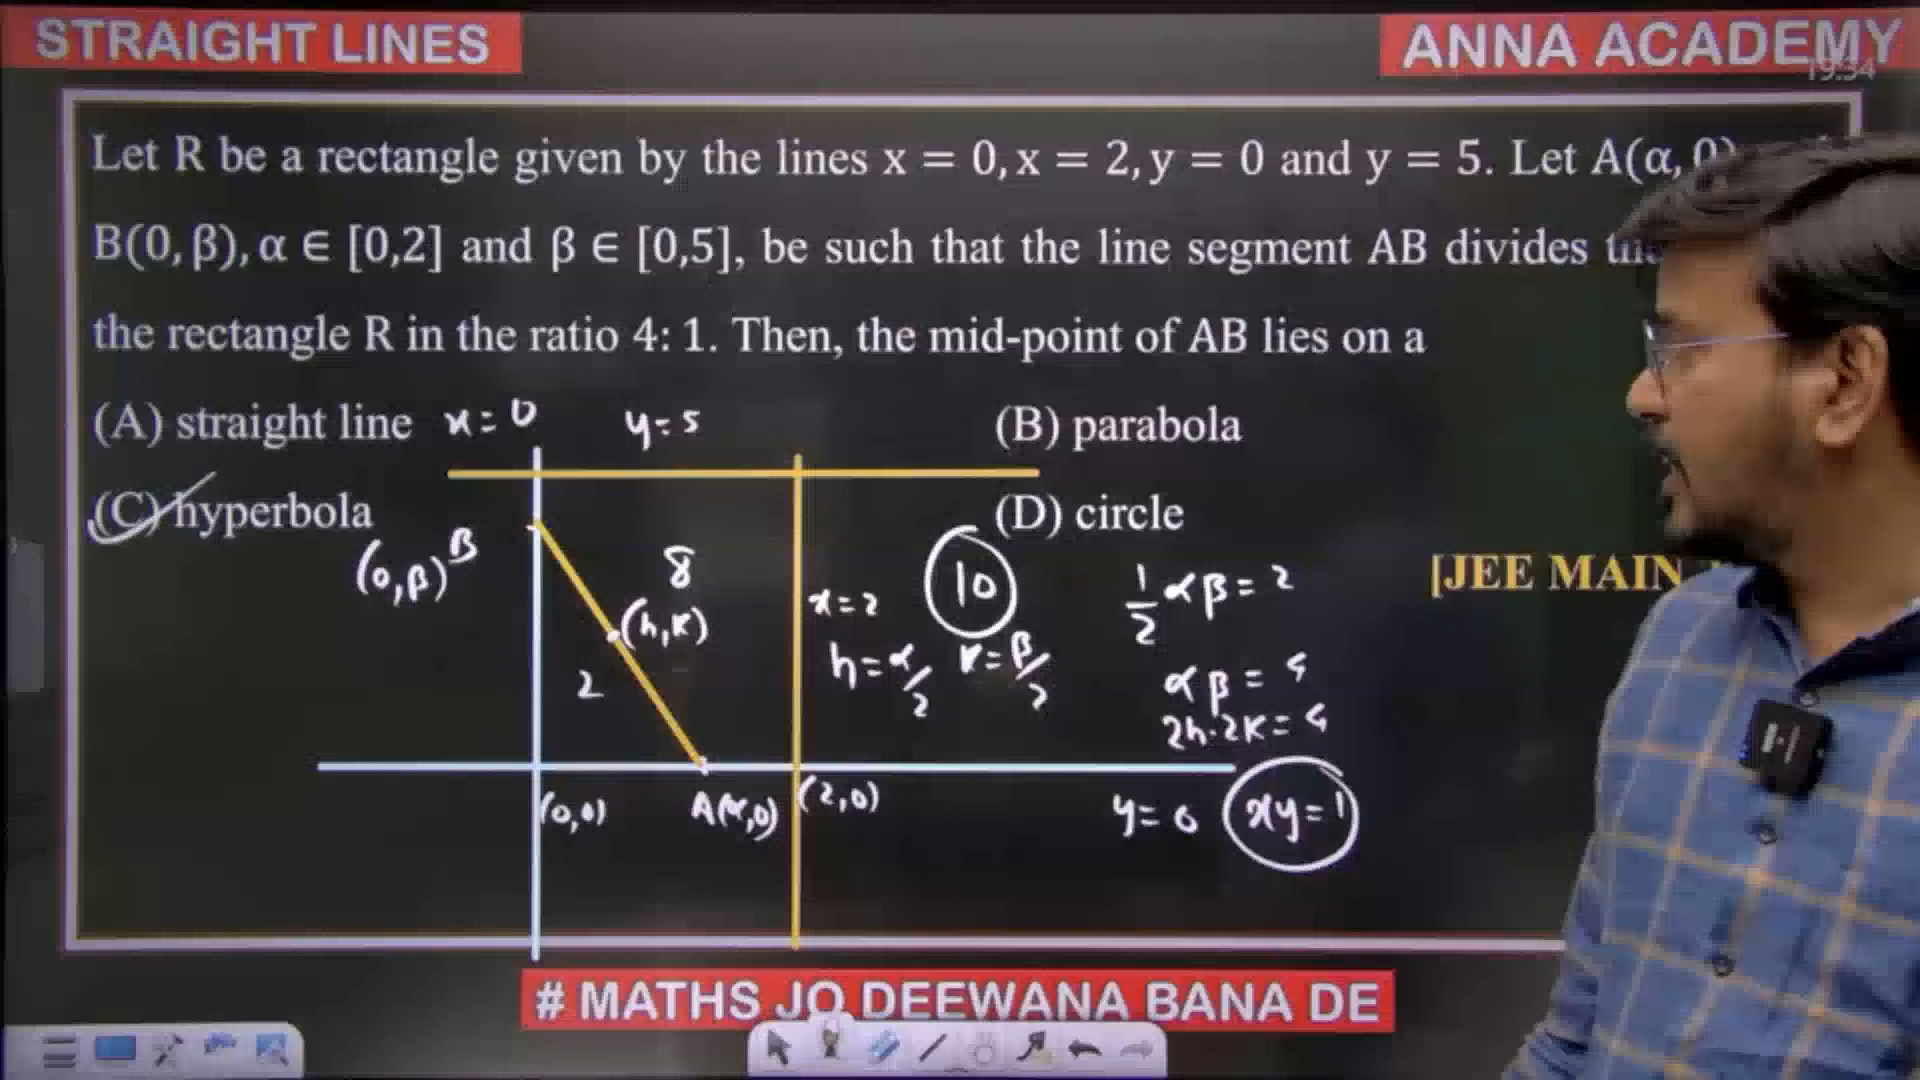 STRAIGHT LINES
ANNA ACADEMY
19:34
Let R be a rectangle given by the lines x = 0, x = 2, y = 0 and y = 5. Let A(α, 0)
B(0, β), α ∈ [0,2] and β ∈ [0,5], be such that the line segment AB divides
the rectangle R in the ratio 4: 1. Then, the mid-point of AB lies on a
(A) straight line
(B) parabola
(C) hyperbola
(D) circle
[JEE MAIN
x = 0
y = 5
(0, β) B
8
(h, k)
2
x = 2
10
h = α/2 k = β/2
1/2 αβ = 2
αβ = 4
2h·2k = 4
(0,0)
A(α,0)
(2,0)
y = 0
xy = 1
# MATHS JO DEEWANA BANA DE